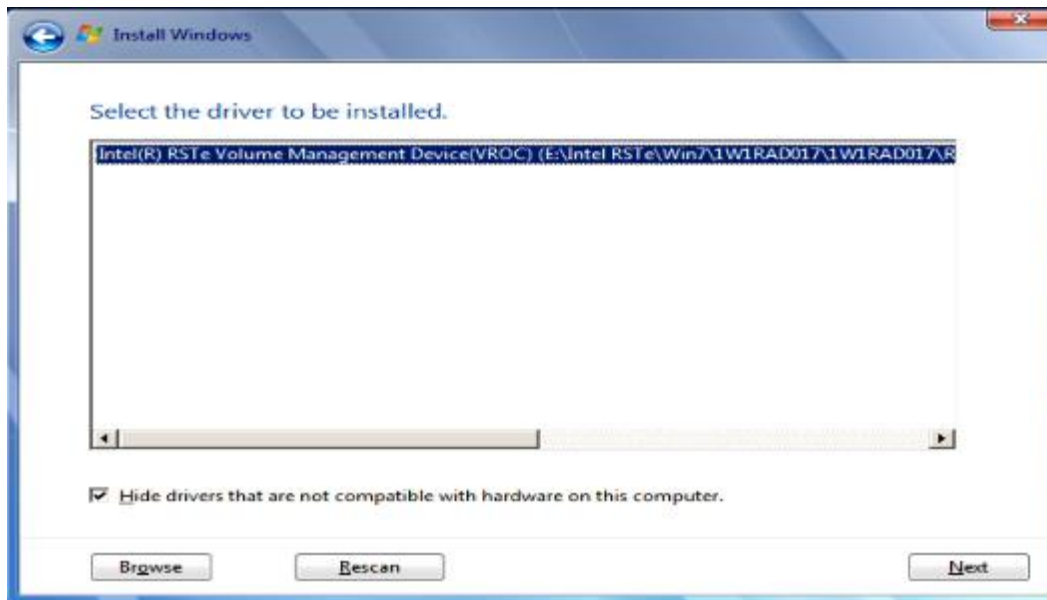 Install Windows
Select the driver to be installed.
Intel(R) RSTe Volume Management Device(VROC) (E:\Intel RSTe\Win7\1W1RAD017\1W1RAD017\R
Hide drivers that are not compatible with hardware on this computer.
Browse Rescan Next